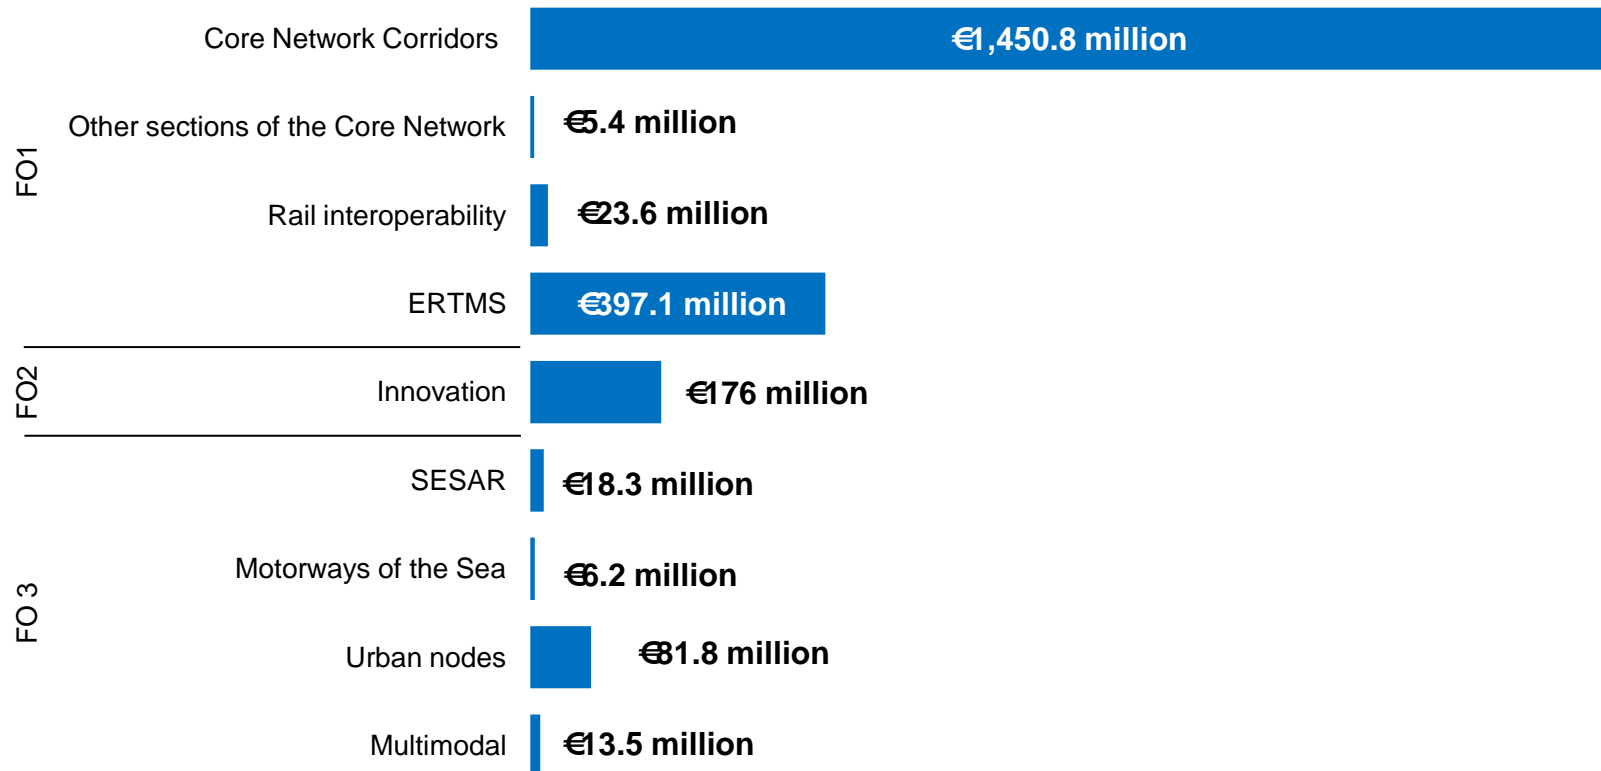 Core Network Corridors €1,450.8 million
FO1
Other sections of the Core Network €5.4 million
Rail interoperability €23.6 million
ERTMS €397.1 million
FO2
Innovation €176 million
SESAR €18.3 million
FO 3
Motorways of the Sea €6.2 million
Urban nodes €81.8 million
Multimodal €13.5 million